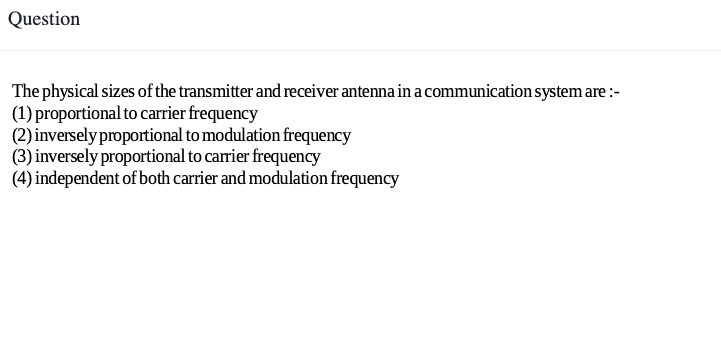 Question
The physical sizes of the transmitter and receiver antenna in a communication system are :-
(1) proportional to carrier frequency
(2) inversely proportional to modulation frequency
(3) inversely proportional to carrier frequency
(4) independent of both carrier and modulation frequency